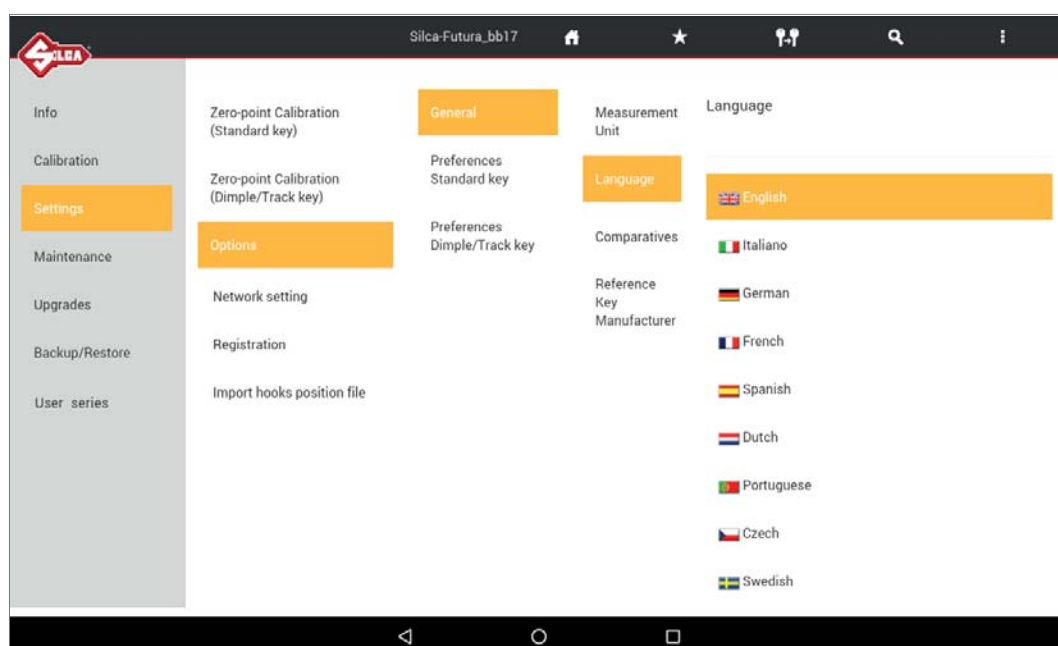 SILCA
Silca-Futura_bb17
Info
Calibration
Settings
Maintenance
Upgrades
Backup/Restore
User series
Zero-point Calibration
(Standard key)
Zero-point Calibration
(Dimple/Track key)
Options
Network setting
Registration
Import hooks position file
General
Preferences
Standard key
Preferences
Dimple/Track key
Measurement
Unit
Language
Comparatives
Reference
Key
Manufacturer
Language
English
Italiano
German
French
Spanish
Dutch
Portuguese
Czech
Swedish